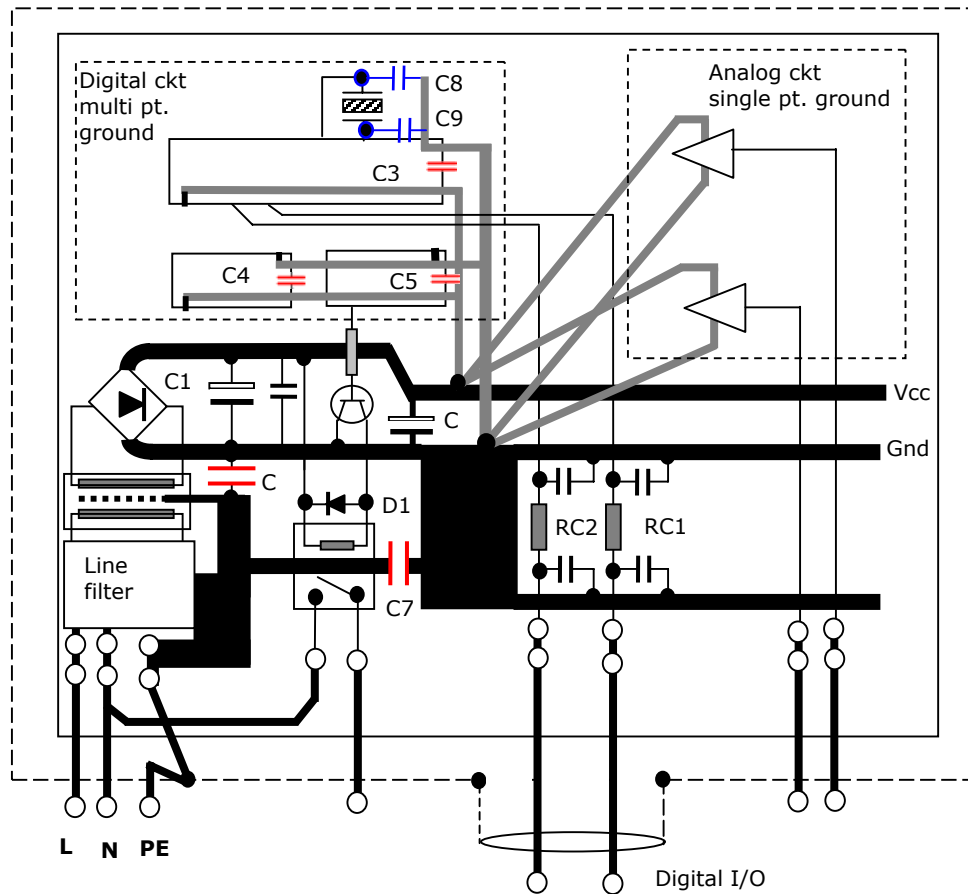 Digital ckt
multi pt.
ground
C8
C9
Analog ckt
single pt. ground
C3
C4
C5
C1
C
Vcc
Gnd
C
D1
RC2
RC1
Line
filter
C7
L
N
PE
Digital I/O